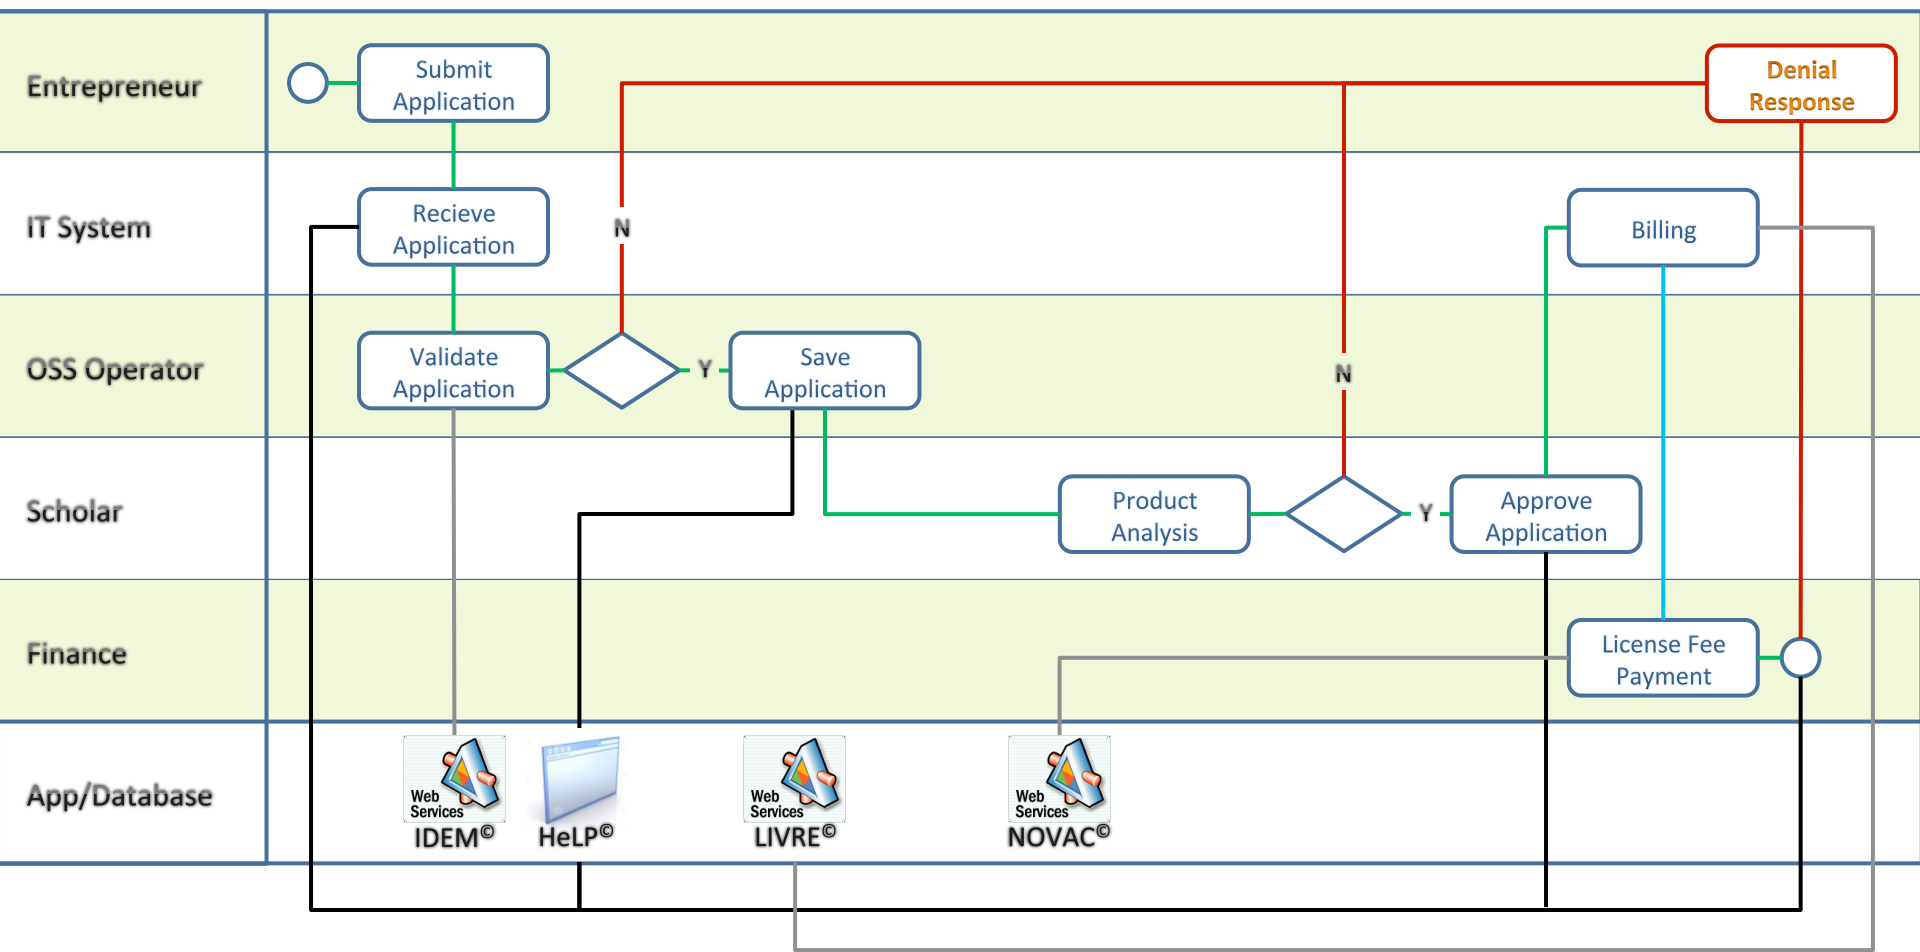 Entrepreneur
Submit
Application
Denial
Response
IT System
Recieve
Application
N
Billing
OSS Operator
Validate
Application
Y
Save
Application
N
Scholar
Product
Analysis
Y
Approve
Application
Finance
License Fee
Payment
App/Database
Web
Services
IDEM©
HeLP©
Web
Services
LIVRE©
Web
Services
NOVAC©